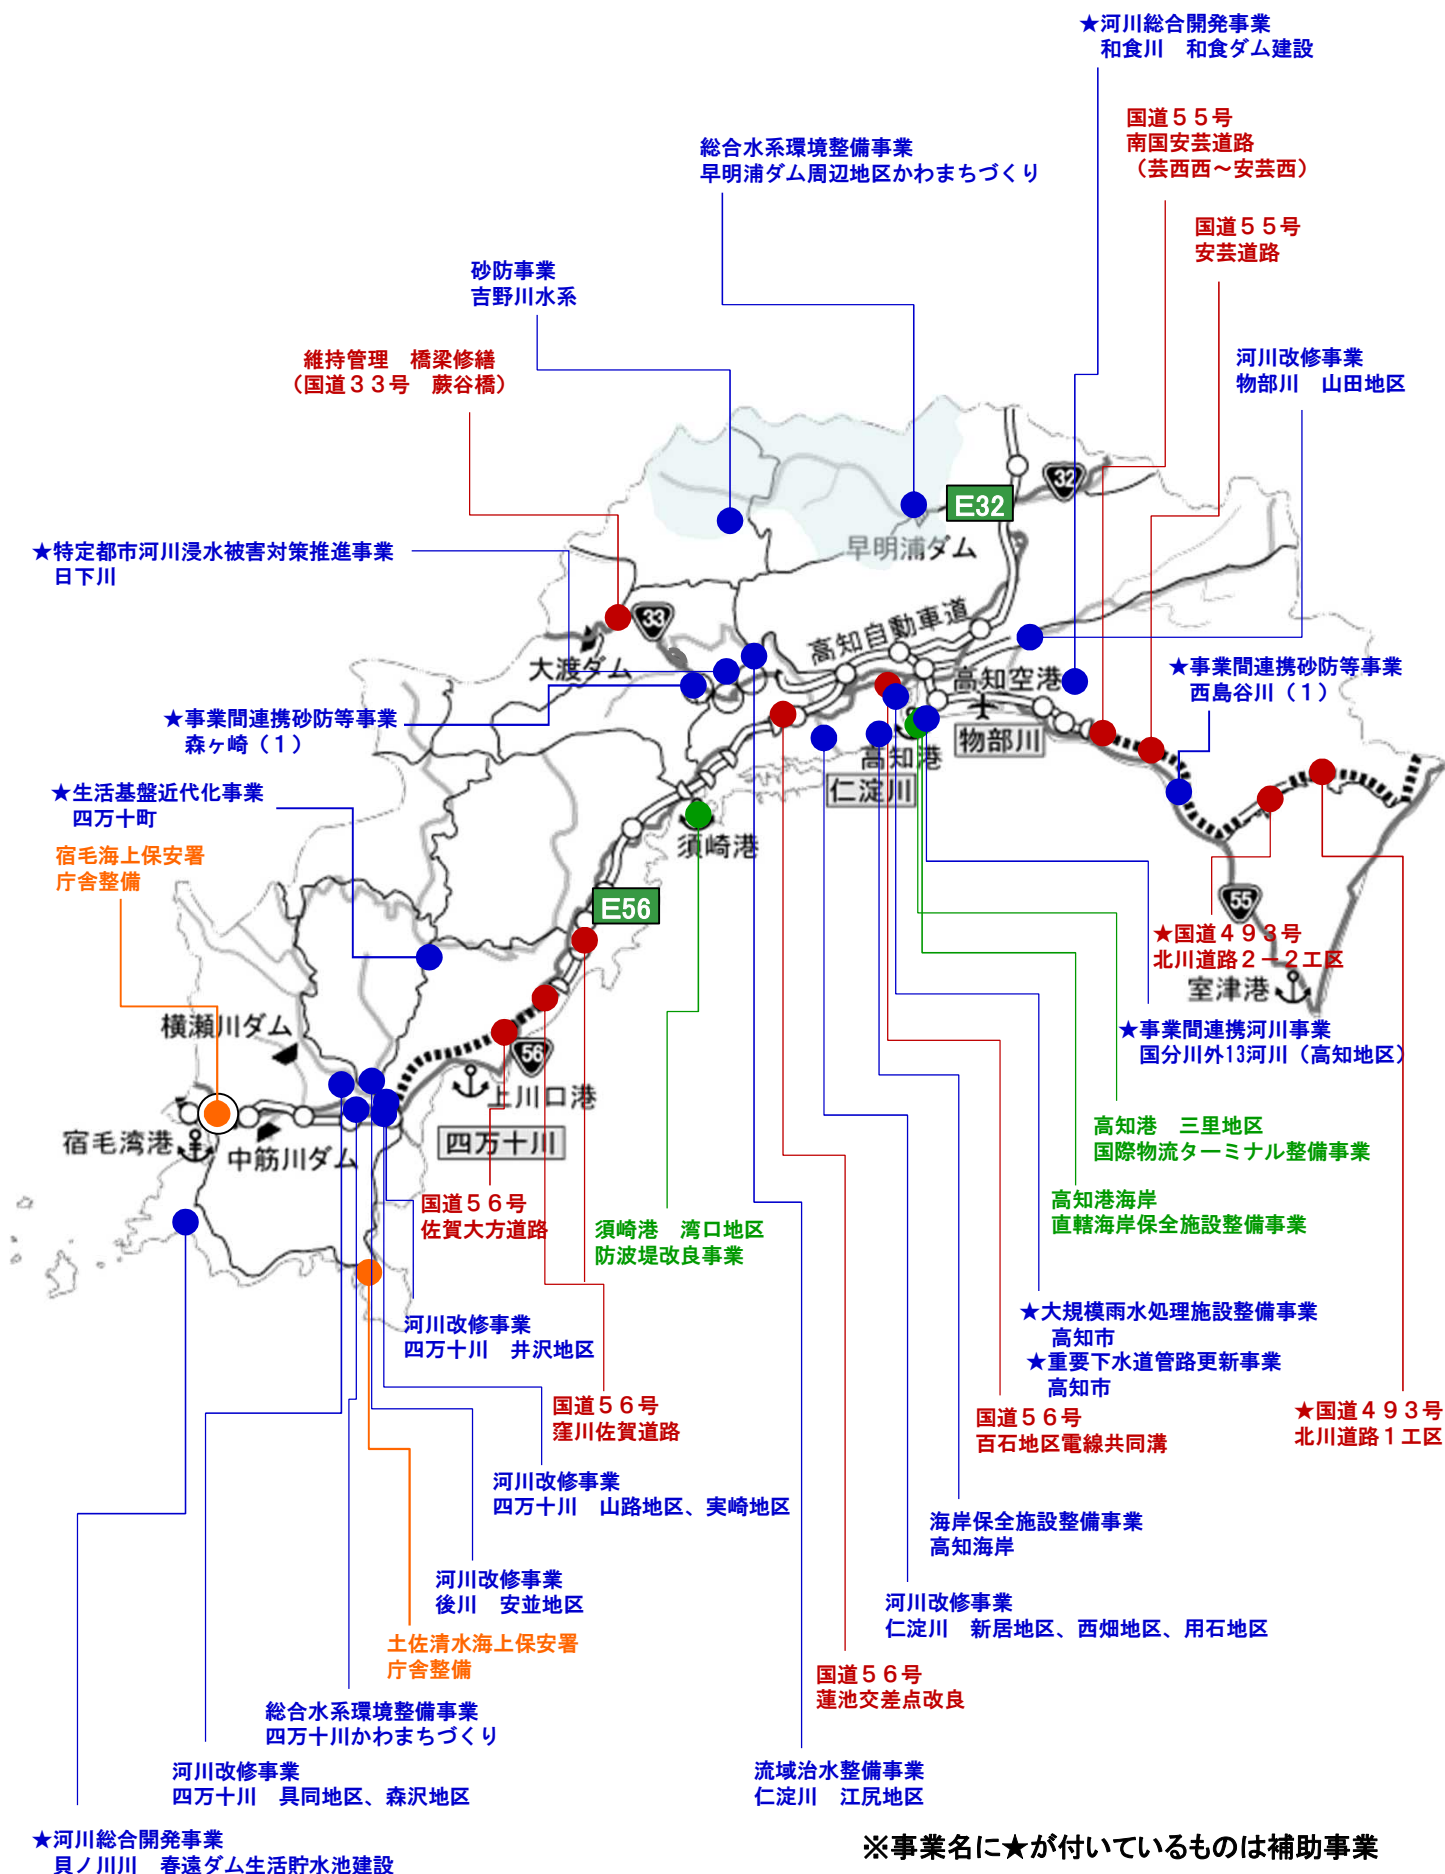 ★河川総合開発事業
和食川　和食ダム建設
国道５５号
南国安芸道路
（芸西西～安芸西）
総合水系環境整備事業
早明浦ダム周辺地区かわまちづくり
国道５５号
安芸道路
砂防事業
吉野川水系
維持管理　橋梁修繕
（国道３３号　蕨谷橋）
河川改修事業
物部川　山田地区
32
E32
早明浦ダム
★特定都市河川浸水被害対策推進事業
日下川
33
高知自動車道
大渡ダム
高知空港
★事業間連携砂防等事業
西島谷川（１）
★事業間連携砂防等事業
森ヶ崎（１）
物部川
高知港
仁淀川
★生活基盤近代化事業
四万十町
須崎港
宿毛海上保安署
庁舎整備
E56
55
★国道４９３号
北川道路２－２工区
室津港
横瀬川ダム
★事業間連携河川事業
国分川外13河川（高知地区）
56
上川口港
高知港　三里地区
国際物流ターミナル整備事業
宿毛湾港
中筋川ダム
四万十川
国道５６号
佐賀大方道路
須崎港　湾口地区
防波堤改良事業
高知港海岸
直轄海岸保全施設整備事業
河川改修事業
四万十川　井沢地区
★大規模雨水処理施設整備事業
高知市
★重要下水道管路更新事業
高知市
国道５６号
窪川佐賀道路
国道５６号
百石地区電線共同溝
★国道４９３号
北川道路１工区
河川改修事業
四万十川　山路地区、実崎地区
海岸保全施設整備事業
高知海岸
河川改修事業
後川　安並地区
河川改修事業
仁淀川　新居地区、西畑地区、用石地区
土佐清水海上保安署
庁舎整備
国道５６号
蓮池交差点改良
総合水系環境整備事業
四万十川かわまちづくり
河川改修事業
四万十川　具同地区、森沢地区
流域治水整備事業
仁淀川　江尻地区
★河川総合開発事業
貝ノ川川　春遠ダム生活貯水池建設
※事業名に★が付いているものは補助事業